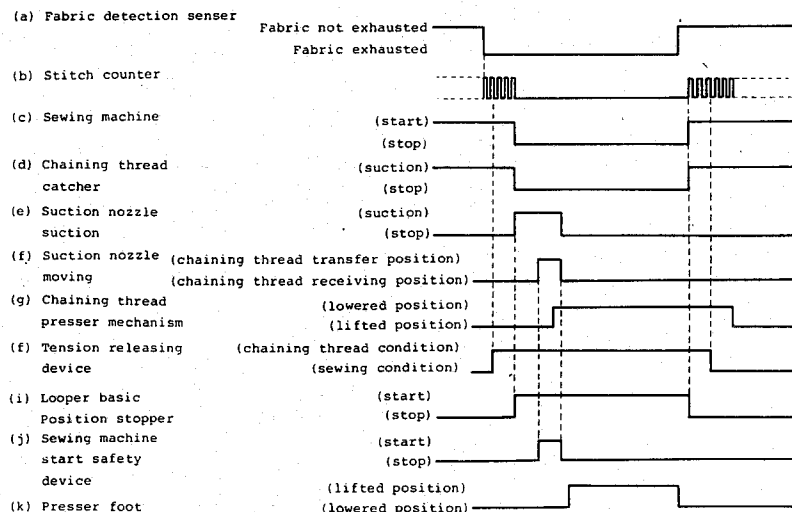 (a) Fabric detection senser
Fabric not exhausted
Fabric exhausted
(b) Stitch counter
(c) Sewing machine (start)
(stop)
(d) Chaining thread (suction)
catcher (stop)
(e) Suction nozzle (suction)
suction (stop)
(f) Suction nozzle (chaining thread transfer position)
moving (chaining thread receiving position)
(g) Chaining thread (lowered position)
presser mechanism (lifted position)
(f) Tension releasing (chaining thread condition)
device (sewing condition)
(i) Looper basic (start)
Position stopper (stop)
(j) Sewing machine (start)
start safety (stop)
device
(k) Presser foot (lifted position)
(lowered position)